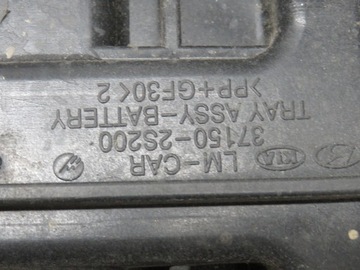 LM-CAR
37150-2S200
TRAY ASSY-BATTERY
>PP+GF30<2
KIA